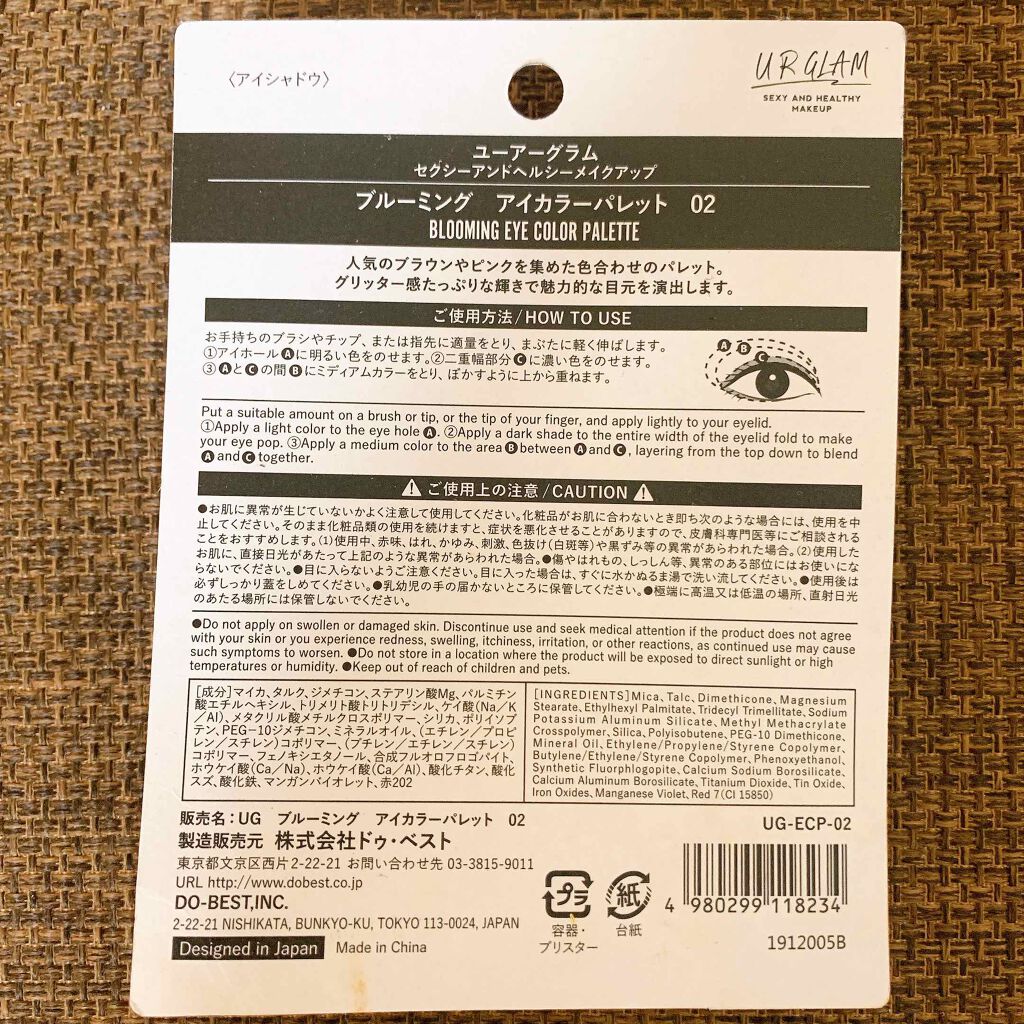 〈アイシャドウ〉
UR GLAM
SEXY AND HEALTHY
MAKEUP
ユーアーグラム
セクシーアンドヘルシーメイクアップ
ブルーミング　アイカラーパレット　02
BLOOMING EYE COLOR PALETTE
人気のブラウンやピンクを集めた色合わせのパレット。
グリッター感たっぷりな輝きで魅力的な目元を演出します。
ご使用方法/HOW TO USE
お手持ちのブラシやチップ、または指先に適量をとり、まぶたに軽く伸ばします。
①アイホールAに明るい色をのせます。②二重幅部分Cに濃い色をのせます。
③AとCの間Bにミディアムカラーをとり、ぼかすように上から重ねます。
A B C
Put a suitable amount on a brush or tip, or the tip of your finger, and apply lightly to your eyelid.
①Apply a light color to the eye hole A. ②Apply a dark shade to the entire width of the eyelid fold to make
your eye pop. ③Apply a medium color to the area B between A and C, layering from the top down to blend
A and C together.
ご使用上の注意/CAUTION
●お肌に異常が生じていないかよく注意して使用してください。化粧品がお肌に合わないとき即ち次のような場合には、使用を中
止してください。そのまま化粧品類の使用を続けますと、症状を悪化させることがありますので、皮膚科専門医等にご相談される
ことをおすすめします。(1)使用中、赤味、はれ、かゆみ、刺激、色抜け(白斑等)や黒ずみ等の異常があらわれた場合。(2)使用した
お肌に、直接日光があたって上記のような異常があらわれる場合。●傷やはれもの、しっしん等、異常のある部位にはお使いにな
らないでください。●目に入らないようご注意ください。目に入った場合は、すぐに水かぬるま湯で洗い流してください。●使用後は
必ずしっかり蓋をしめてください。●乳幼児の手の届かないところに保管してください。●極端に高温又は低温の場所、直射日光
のあたる場所には保管しないでください。
●Do not apply on swollen or damaged skin. Discontinue use and seek medical attention if the product does not agree
with your skin or you experience redness, swelling, itchiness, irritation, or other reactions, as continued use may cause
such symptoms to worsen. ●Do not store in a location where the product will be exposed to direct sunlight or high
temperatures or humidity. ●Keep out of reach of children and pets.
[成分]マイカ、タルク、ジメチコン、ステアリン酸Mg、パルミチン
酸エチルヘキシル、トリメリト酸トリトリデシル、ケイ酸(Na/K
/Al)、メタクリル酸メチルクロスポリマー、シリカ、ポリイソブ
テン、PEG-10ジメチコン、ミネラルオイル、(エチレン/プロピ
レン/スチレン)コポリマー、(ブチレン/エチレン/スチレン)
コポリマー、フェノキシエタノール、合成フルオロフロゴパイト、
ホウケイ酸(Ca/Na)、ホウケイ酸(Ca/Al)、酸化チタン、酸化
スズ、酸化鉄、マンガンバイオレット、赤202
[INGREDIENTS]Mica, Talc, Dimethicone, Magnesium
Stearate, Ethylhexyl Palmitate, Tridecyl Trimellitate, Sodium
Potassium Aluminum Silicate, Methyl Methacrylate
Crosspolymer, Silica, Polyisobutene, PEG-10 Dimethicone,
Mineral Oil, Ethylene/Propylene/Styrene Copolymer,
Butylene/Ethylene/Styrene Copolymer, Phenoxyethanol,
Synthetic Fluorphlogopite, Calcium Sodium Borosilicate,
Calcium Aluminum Borosilicate, Titanium Dioxide, Tin Oxide,
Iron Oxides, Manganese Violet, Red 7(CI 15850)
販売名：UG　ブルーミング　アイカラーパレット　02
UG-ECP-02
製造販売元 株式会社ドゥ・ベスト
東京都文京区西片2-22-21 お問い合わせ先 03-3815-9011
URL http://www.dobest.co.jp
DO-BEST,INC.
2-22-21 NISHIKATA, BUNKYO-KU, TOKYO 113-0024, JAPAN
Designed in Japan Made in China
プラ
容器・
ブリスター
紙
台紙
4 980299 118234
1912005B